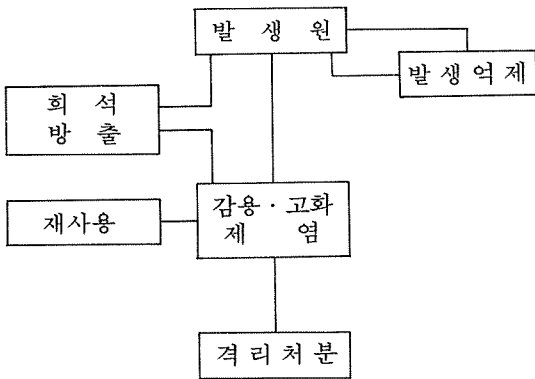 발 생 원
발 생 억 제
희 석
방 출
재사용
감용 · 고화
제 염
격 리 처 분